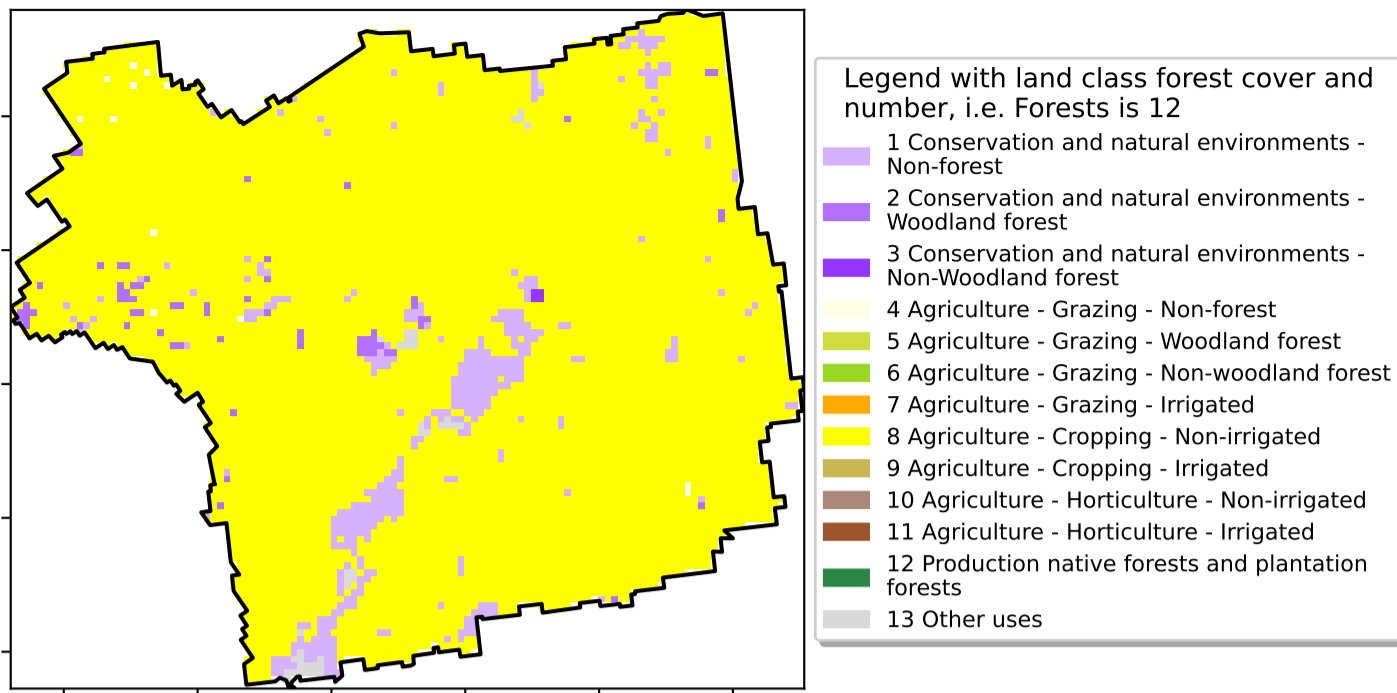 Legend with land class forest cover and
number, i.e. Forests is 12
1 Conservation and natural environments -
Non-forest
2 Conservation and natural environments -
Woodland forest
3 Conservation and natural environments -
Non-Woodland forest
4 Agriculture - Grazing - Non-forest
5 Agriculture - Grazing - Woodland forest
6 Agriculture - Grazing - Non-woodland forest
7 Agriculture - Grazing - Irrigated
8 Agriculture - Cropping - Non-irrigated
9 Agriculture - Cropping - Irrigated
10 Agriculture - Horticulture - Non-irrigated
11 Agriculture - Horticulture - Irrigated
12 Production native forests and plantation
forests
13 Other uses